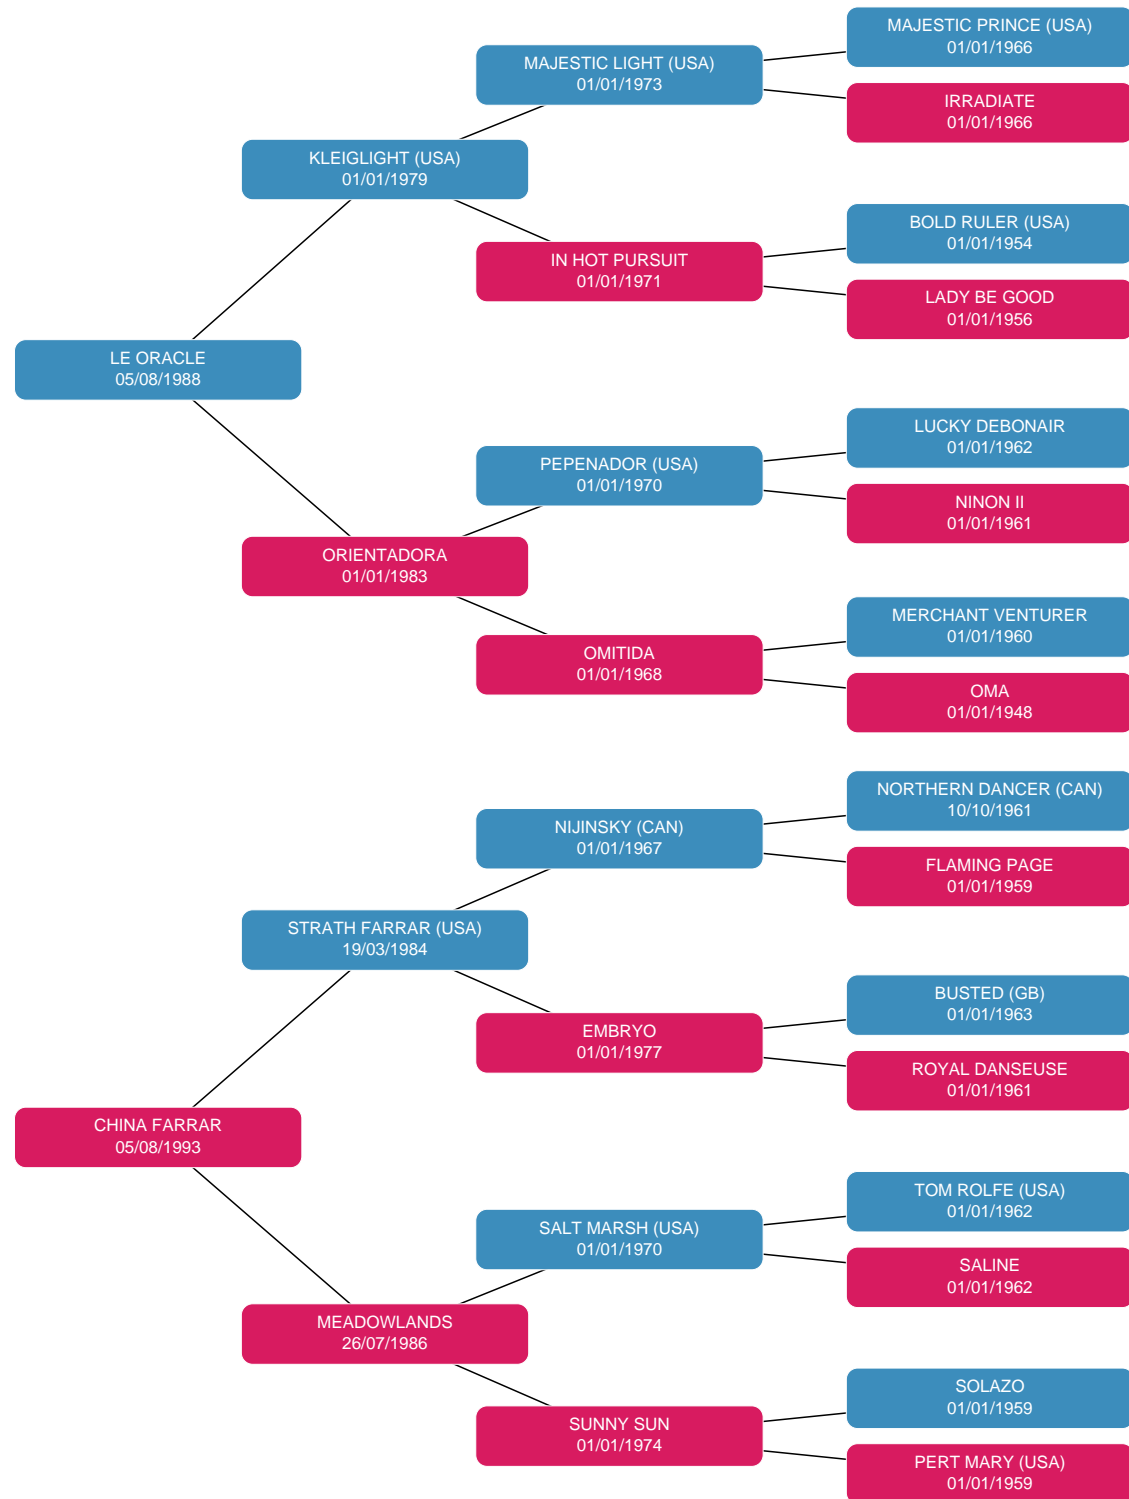 MAJESTIC PRINCE (USA)
01/01/1966
MAJESTIC LIGHT (USA)
01/01/1973
IRRADIATE
01/01/1966
KLEIGLIGHT (USA)
01/01/1979
BOLD RULER (USA)
01/01/1954
IN HOT PURSUIT
01/01/1971
LADY BE GOOD
01/01/1956
LE ORACLE
05/08/1988
LUCKY DEBONAIR
01/01/1962
PEPENADOR (USA)
01/01/1970
NINON II
01/01/1961
ORIENTADORA
01/01/1983
MERCHANT VENTURER
01/01/1960
OMITIDA
01/01/1968
OMA
01/01/1948
NORTHERN DANCER (CAN)
10/10/1961
NIJINSKY (CAN)
01/01/1967
FLAMING PAGE
01/01/1959
STRATH FARRAR (USA)
19/03/1984
BUSTED (GB)
01/01/1963
EMBRYO
01/01/1977
ROYAL DANSEUSE
01/01/1961
CHINA FARRAR
05/08/1993
TOM ROLFE (USA)
01/01/1962
SALT MARSH (USA)
01/01/1970
SALINE
01/01/1962
MEADOWLANDS
26/07/1986
SOLAZO
01/01/1959
SUNNY SUN
01/01/1974
PERT MARY (USA)
01/01/1959